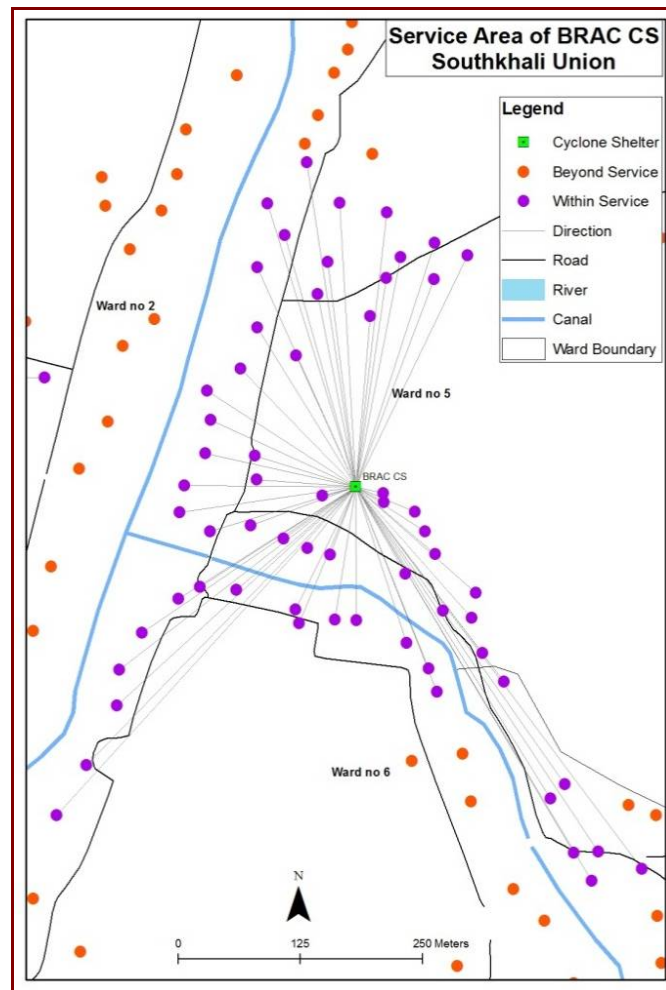 Service Area of BRAC CS
Southkhali Union
Legend
Cyclone Shelter
Beyond Service
Within Service
Direction
Road
River
Canal
Ward Boundary
Ward no 2
Ward no 5
BRAC CS
Ward no 6
N
0 125 250 Meters